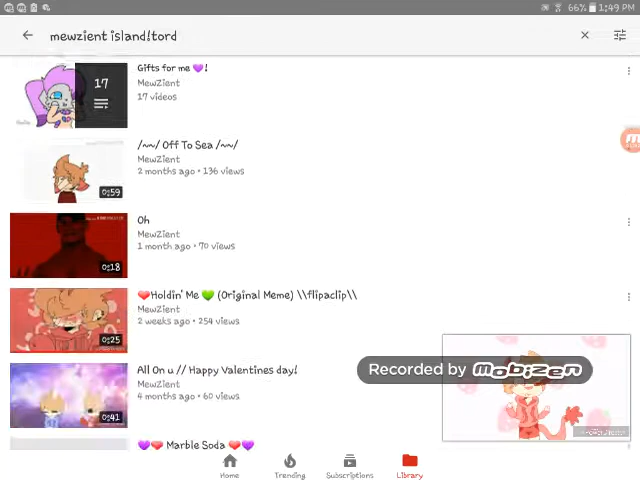 66% 1:49 PM
mewzient island!tord
17
Gifts for me 💜!
MewZient
17 videos
/~~/ Off To Sea /~~/
MewZient
2 months ago • 136 views
0:59
Oh
MewZient
1 month ago • 70 views
0:18
❤️Holdin' Me 💚 (Original Meme) \\flipaclip\\
MewZient
2 weeks ago • 254 views
0:25
All On u // Happy Valentines day!
MewZient
4 months ago • 60 views
0:41
Recorded by mobizen
💜❤️ Marble Soda ❤️💜
Home
Trending
Subscriptions
Library